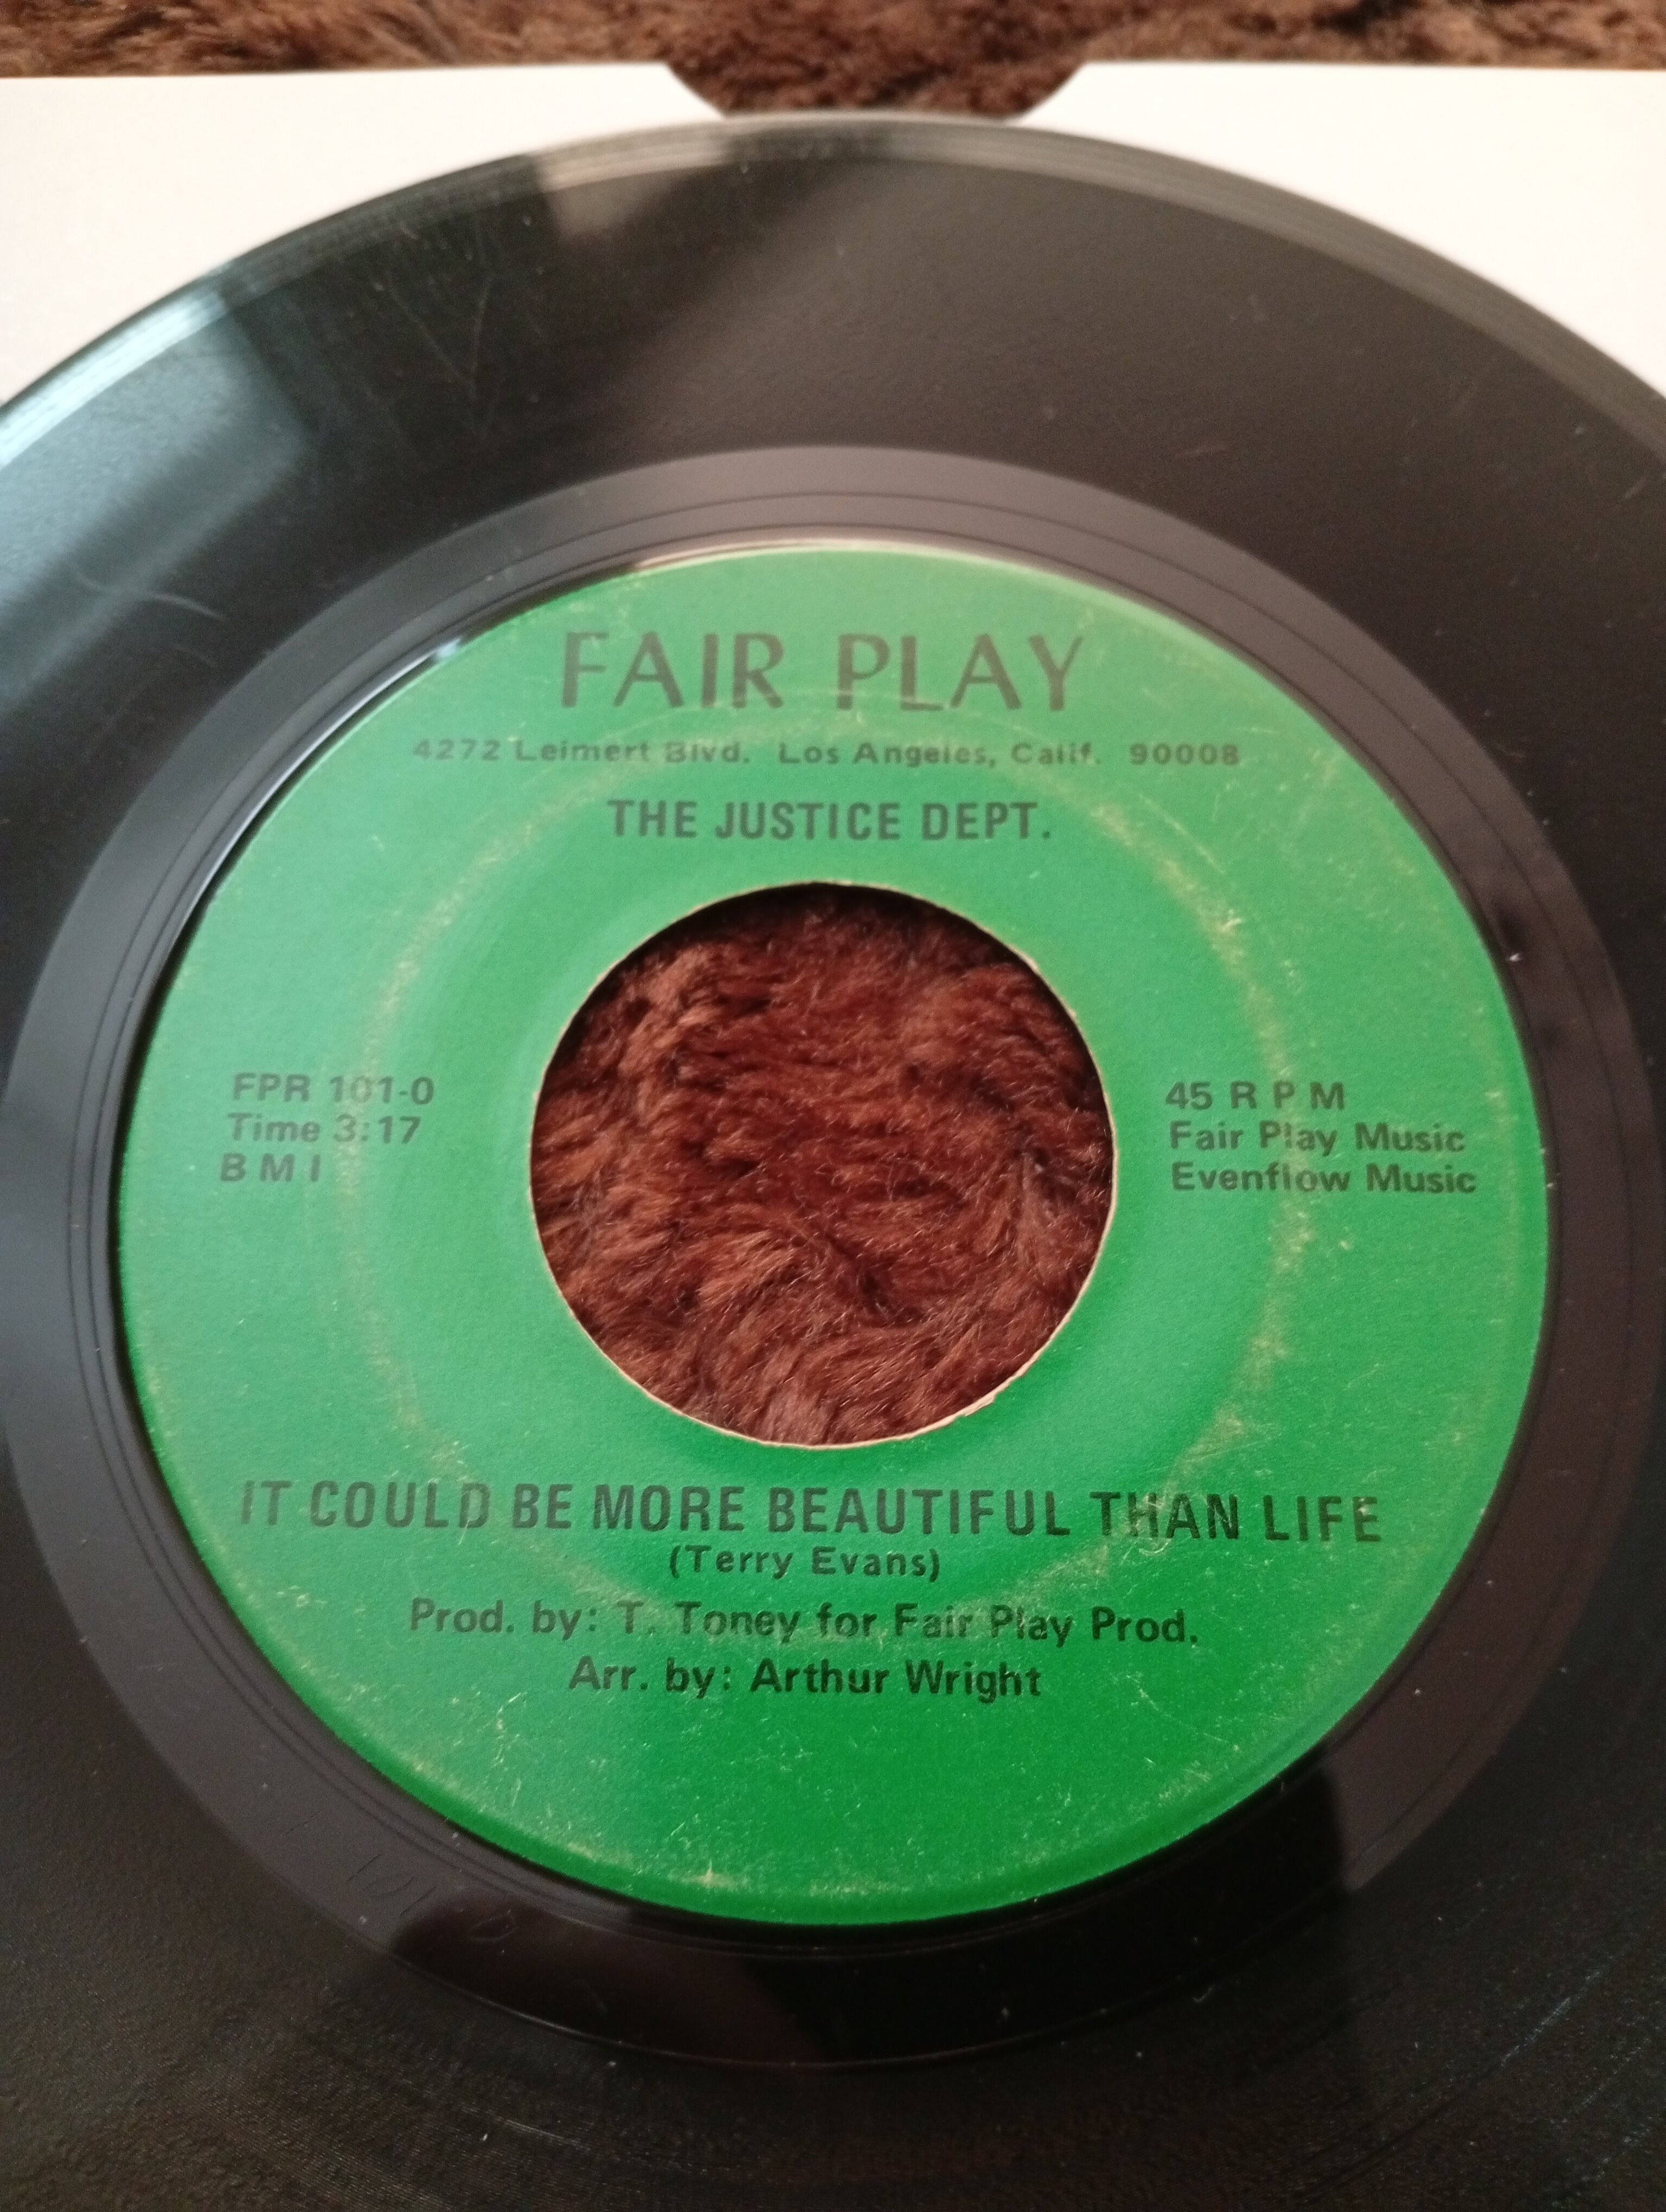 FAIR PLAY
4272 Leimert Blvd. Los Angeles, Calif. 90008
THE JUSTICE DEPT.
FPR 101-0
Time 3:17
B M I
45 R P M
Fair Play Music
Evenflow Music
IT COULD BE MORE BEAUTIFUL THAN LIFE
(Terry Evans)
Prod. by: T. Toney for Fair Play Prod.
Arr. by: Arthur Wright